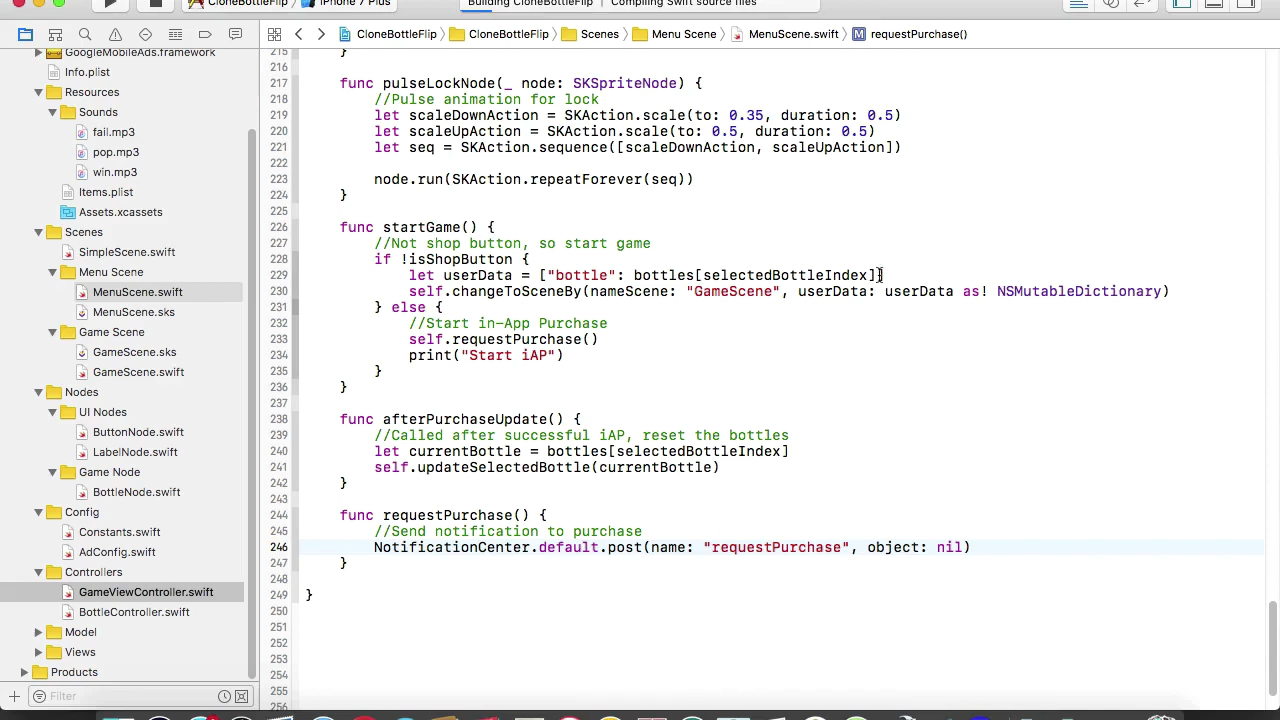 CloneBottleFlip iPhone 7 Plus Building CloneBottleFlip Compiling Swift source files
CloneBottleFlip CloneBottleFlip Scenes Menu Scene MenuScene.swift requestPurchase()
GoogleMobileAds.framework
Info.plist
Resources
Sounds
fail.mp3
pop.mp3
win.mp3
Items.plist
Assets.xcassets
Scenes
SimpleScene.swift
Menu Scene
MenuScene.swift
MenuScene.sks
Game Scene
GameScene.sks
GameScene.swift
Nodes
UI Nodes
ButtonNode.swift
LabelNode.swift
Game Node
BottleNode.swift
Config
Constants.swift
AdConfig.swift
Controllers
GameViewController.swift
BottleController.swift
Model
Views
Products
Filter
215 }
216
217 func pulseLockNode(_ node: SKSpriteNode) {
218 //Pulse animation for lock
219 let scaleDownAction = SKAction.scale(to: 0.35, duration: 0.5)
220 let scaleUpAction = SKAction.scale(to: 0.5, duration: 0.5)
221 let seq = SKAction.sequence([scaleDownAction, scaleUpAction])
222
223 node.run(SKAction.repeatForever(seq))
224 }
225
226 func startGame() {
227 //Not shop button, so start game
228 if !isShopButton {
229 let userData = ["bottle": bottles[selectedBottleIndex]]
230 self.changeToSceneBy(nameScene: "GameScene", userData: userData as! NSMutableDictionary)
231 } else {
232 //Start in-App Purchase
233 self.requestPurchase()
234 print("Start iAP")
235 }
236 }
237
238 func afterPurchaseUpdate() {
239 //Called after successful iAP, reset the bottles
240 let currentBottle = bottles[selectedBottleIndex]
241 self.updateSelectedBottle(currentBottle)
242 }
243
244 func requestPurchase() {
245 //Send notification to purchase
246 NotificationCenter.default.post(name: "requestPurchase", object: nil)
247 }
248
249 }
250
251
252
253
254
255
256